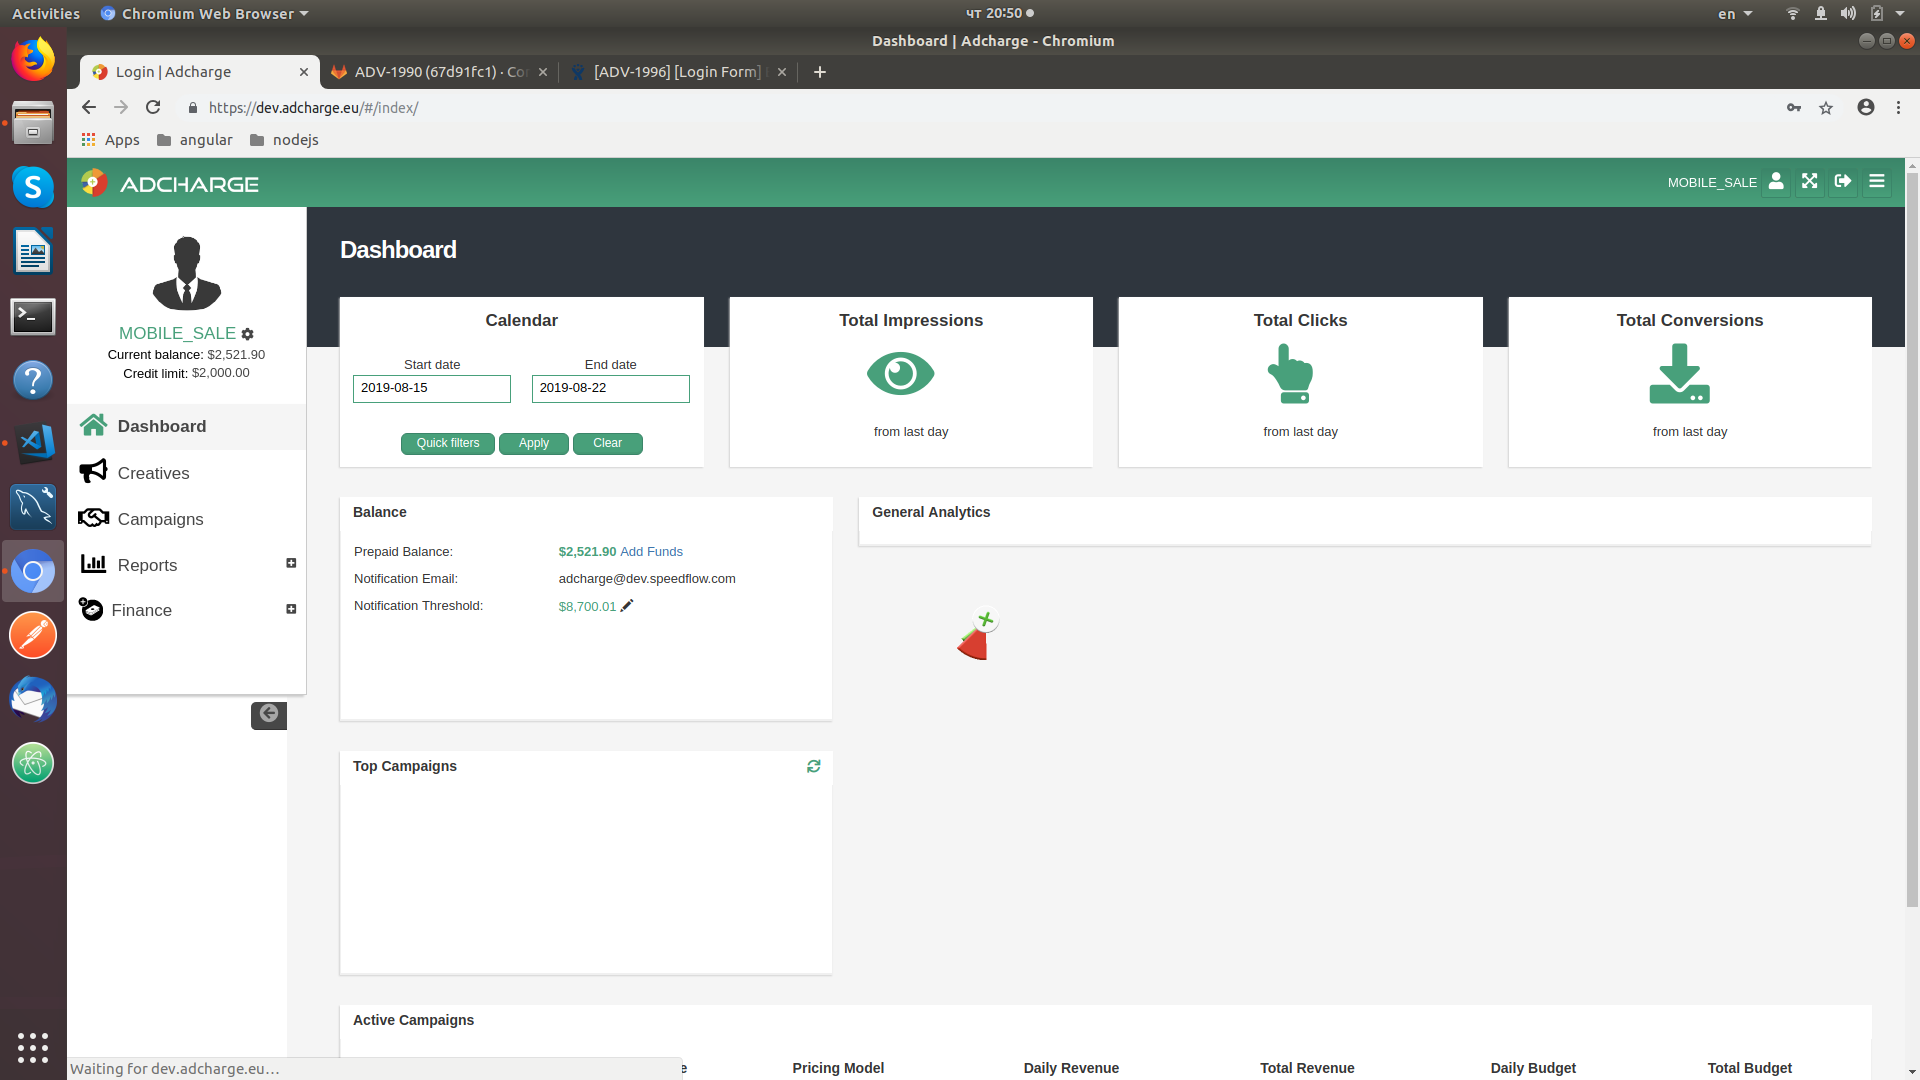 Activities
Chromium Web Browser
чт 20:50
en
Dashboard | Adcharge - Chromium
Login | Adcharge
ADV-1990 (67d91fc1) · Co
[ADV-1996] [Login Form]
https://dev.adcharge.eu/#/index/
Apps
angular
nodejs
ADCHARGE
MOBILE_SALE
MOBILE_SALE
Current balance: $2,521.90
Credit limit: $2,000.00
Dashboard
Creatives
Campaigns
Reports
Finance
Dashboard
Calendar
Start date
End date
2019-08-15
2019-08-22
Quick filters
Apply
Clear
Total Impressions
from last day
Total Clicks
from last day
Total Conversions
from last day
Balance
Prepaid Balance:
$2,521.90 Add Funds
Notification Email:
adcharge@dev.speedflow.com
Notification Threshold:
$8,700.01
General Analytics
Top Campaigns
Active Campaigns
Pricing Model
Daily Revenue
Total Revenue
Daily Budget
Total Budget
Waiting for dev.adcharge.eu…